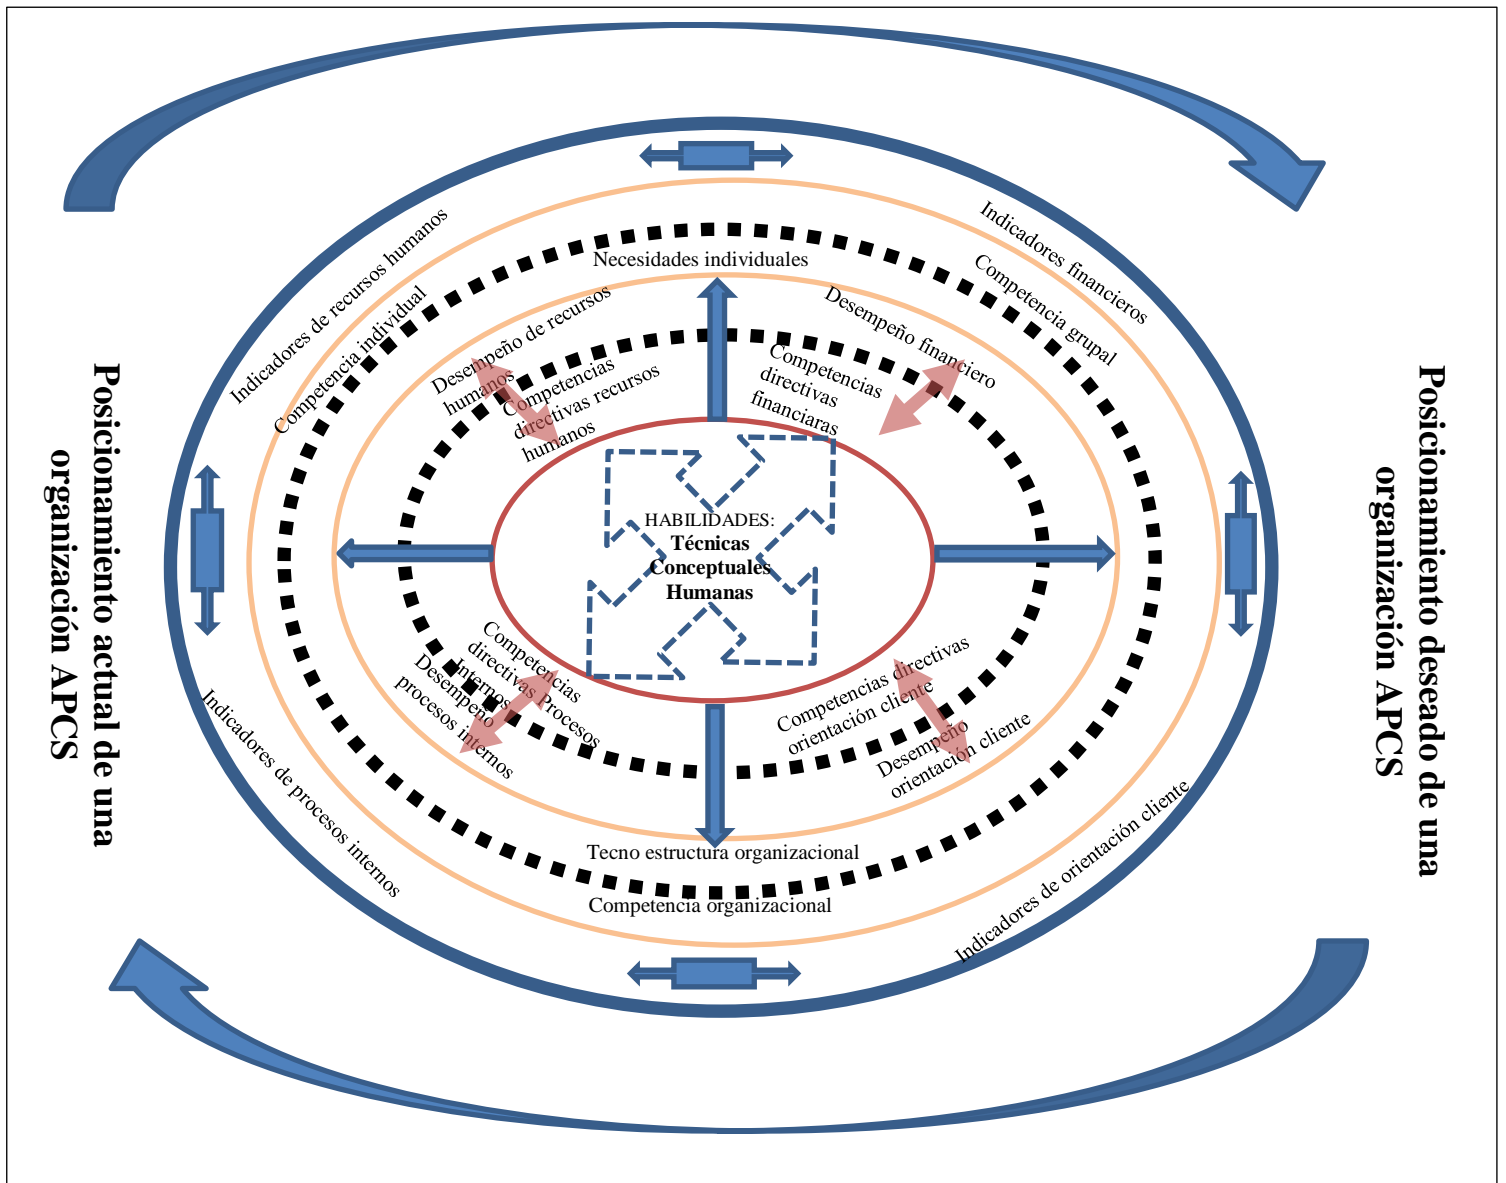 Indicadores de recursos humanos
Indicadores financieros
Competencia individual
Competencia grupal
Necesidades individuales
Desempeño de recursos
humanos
Desempeño financiero
Competencias
directivas recursos
humanos
Competencias
directivas
financiaras
Posicionamiento actual de una
organización APCS
HABILIDADES:
Técnicas
Conceptuales
Humanas
Posicionamiento deseado de una
organización APCS
Competencias
directivas Procesos
Internos
Desempeño
procesos internos
Competencias directivas
orientación cliente
Desempeño
orientación cliente
Indicadores de procesos internos
Tecno estructura organizacional
Competencia organizacional
Indicadores de orientación cliente